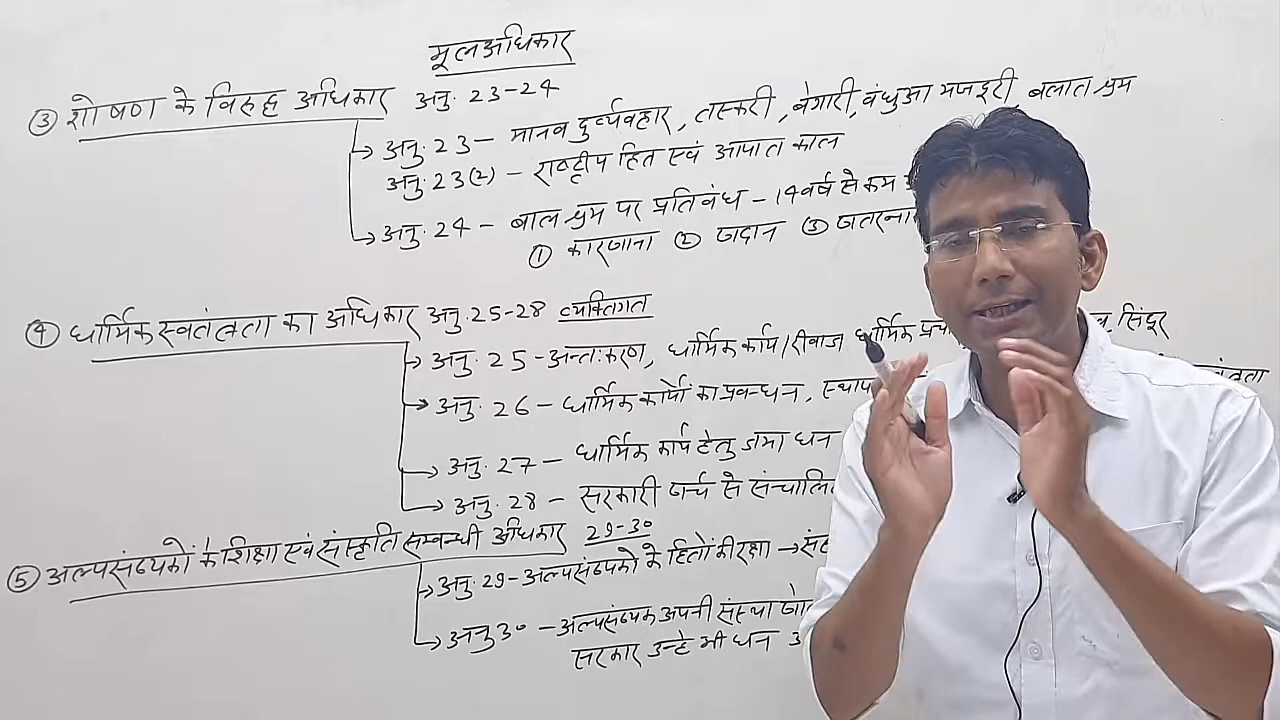 मूलअधिकार
③ शोषण के विरुद्ध अधिकार अनु. 23-24
अनु. 23 - मानव दुर्व्यवहार, तस्करी, बेगारी, बंधुआ मजदूरी, बलात श्रम
अनु. 23(2) - राष्ट्रीय हित एवं आपात काल
अनु. 24 - बाल श्रम पर प्रतिबंध - 14 वर्ष से कम
① कारखाना ② खदान ③ खतरना
④ धार्मिक स्वतंत्रता का अधिकार अनु. 25-28 व्यक्तिगत
अनु. 25 - अन्तःकरण, धार्मिक कार्य/रीवाज धार्मिक सिंदूर
अनु. 26 - धार्मिक कार्यो का प्रबन्धन, स्थाप
अनु. 27 - धार्मिक कार्य हेतु जमा धन
अनु. 28 - सरकारी खर्च से संचालि
⑤ अल्पसंख्यकों के शिक्षा एवं संस्कृति सम्बन्धी अधिकार 29-30
अनु. 29 - अल्पसंख्यको के हितों की रक्षा →
अनु 30 - अल्पसंख्यक अपनी संस्था खोल
सरकार उन्हे भी धन